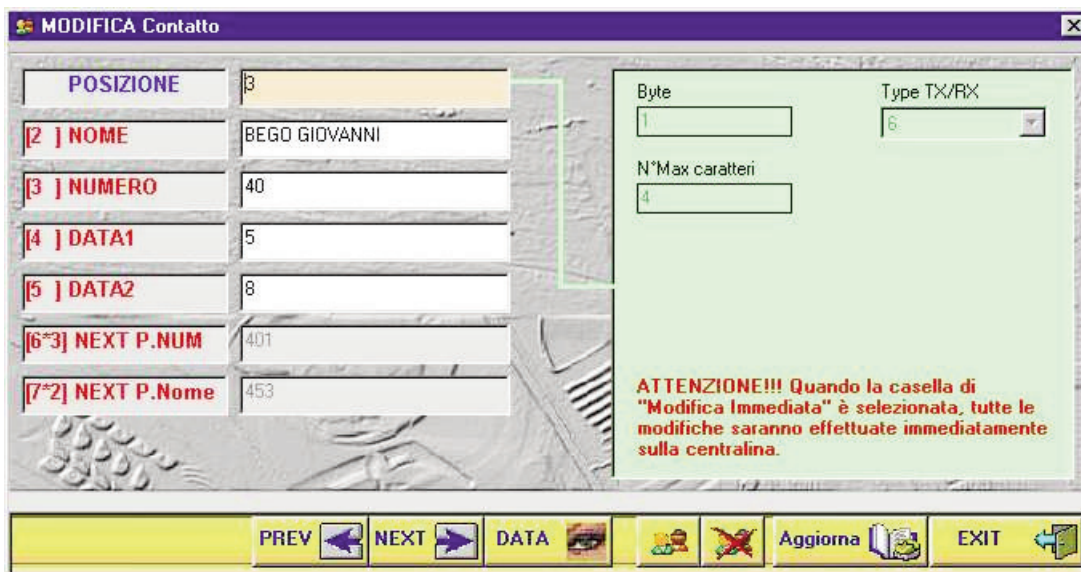 MODIFICA Contatto
POSIZIONE
3
[2 ] NOME
BEGO GIOVANNI
[3 ] NUMERO
40
[4 ] DATA1
5
[5 ] DATA2
8
[6*3] NEXT P.NUM
401
[7*2] NEXT P.Nome
453
Byte
1
Type TX/RX
6
N°Max caratteri
4
ATTENZIONE!!! Quando la casella di
"Modifica Immediata" è selezionata, tutte le
modifiche saranno effettuate immediatamente
sulla centralina.
PREV NEXT DATA Aggiorna EXIT